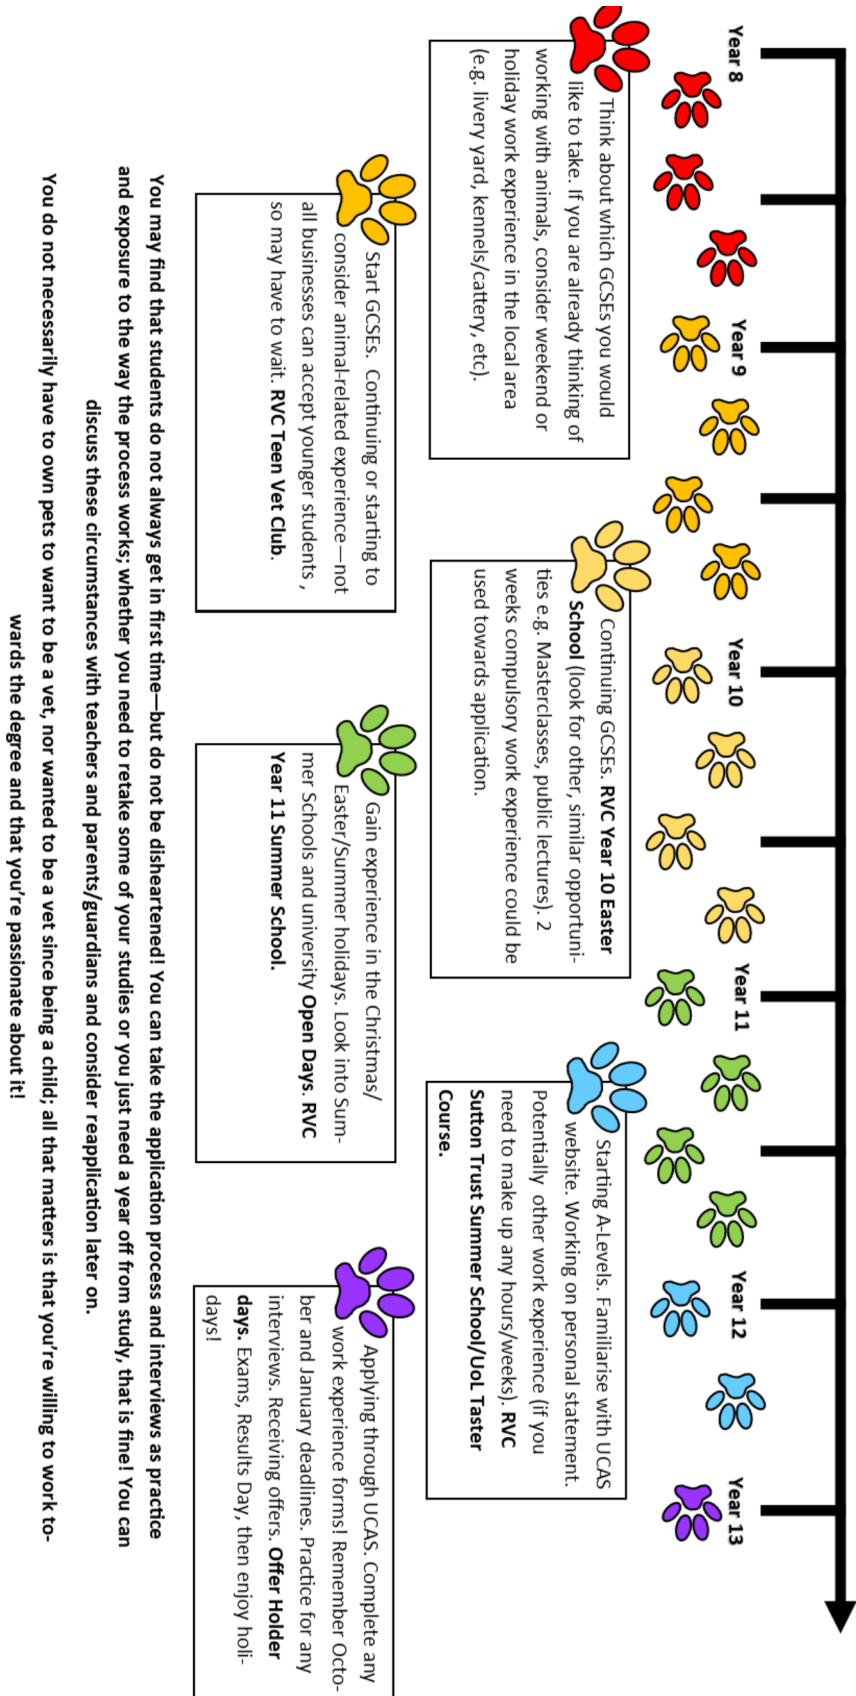 Year 8
Year 9
Year 10
Year 11
Year 12
Year 13
Think about which GCSEs you would
like to take. If you are already thinking of
working with animals, consider weekend or
holiday work experience in the local area
(e.g. livery yard, kennels/cattery, etc).
Continuing GCSEs. RVC Year 10 Easter
School (look for other, similar opportuni-
ties e.g. Masterclasses, public lectures). 2
weeks compulsory work experience could be
used towards application.
Starting A-Levels. Familiarise with UCAS
website. Working on personal statement.
Potentially other work experience (if you
need to make up any hours/weeks). RVC
Sutton Trust Summer School/UoL Taster
Course.
Start GCSEs. Continuing or starting to
consider animal-related experience—not
all businesses can accept younger students ,
so may have to wait. RVC Teen Vet Club.
Gain experience in the Christmas/
Easter/Summer holidays. Look into Sum-
mer Schools and university Open Days. RVC
Year 11 Summer School.
Applying through UCAS. Complete any
work experience forms! Remember Octo-
ber and January deadlines. Practice for any
interviews. Receiving offers. Offer Holder
days. Exams, Results Day, then enjoy holi-
days!
You may find that students do not always get in first time—but do not be disheartened! You can take the application process and interviews as practice
and exposure to the way the process works; whether you need to retake some of your studies or you just need a year off from study, that is fine! You can
discuss these circumstances with teachers and parents/guardians and consider reapplication later on.
You do not necessarily have to own pets to want to be a vet, nor wanted to be a vet since being a child; all that matters is that you're willing to work to-
wards the degree and that you're passionate about it!